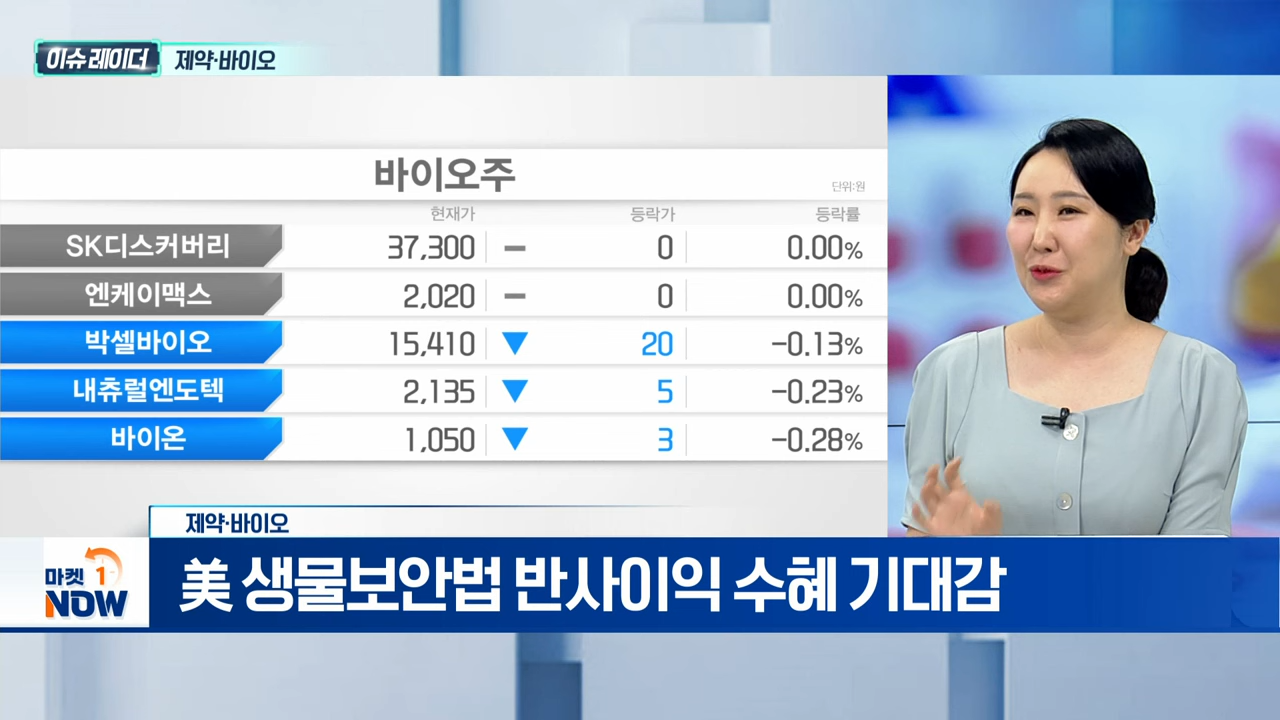 이슈 레이더 제약·바이오
바이오주
단위:원
현재가 등락가 등락률
SK디스커버리 37,300 ━ 0 0.00%
엔케이맥스 2,020 ━ 0 0.00%
박셀바이오 15,410 ▼ 20 -0.13%
내츄럴엔도텍 2,135 ▼ 5 -0.23%
바이온 1,050 ▼ 3 -0.28%
제약·바이오
마켓 1
NOW
美 생물보안법 반사이익 수혜 기대감